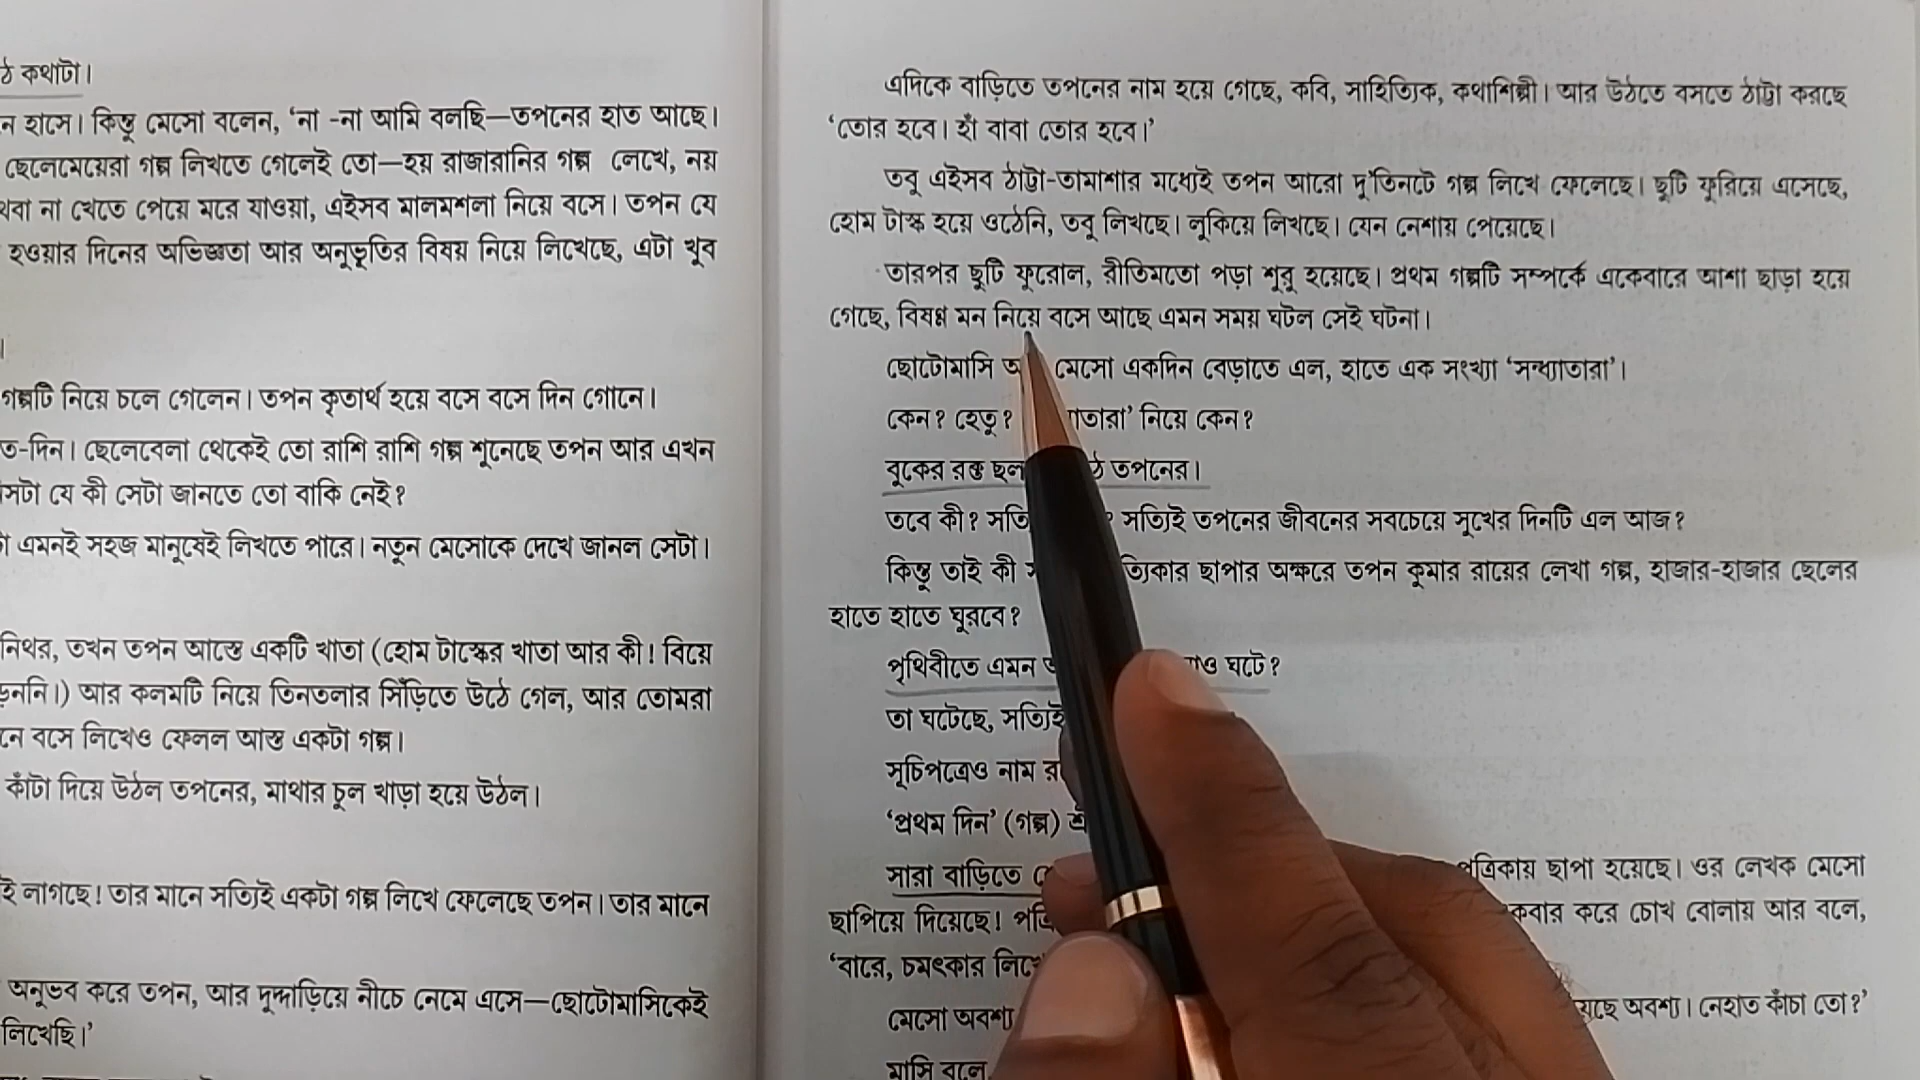 ঠ কথাটা।
ন হাসে। কিন্তু মেসো বলেন, ‘না -না আমি বলছি—তপনের হাত আছে।
ছেলেমেয়েরা গল্প লিখতে গেলেই তো—হয় রাজারানির গল্প লেখে, নয়
থবা না খেতে পেয়ে মরে যাওয়া, এইসব মালমশলা নিয়ে বসে। তপন যে
হওয়ার দিনের অভিজ্ঞতা আর অনুভূতির বিষয় নিয়ে লিখেছে, এটা খুব
।
গল্পটি নিয়ে চলে গেলেন। তপন কৃতার্থ হয়ে বসে বসে দিন গোনে।
ত-দিন। ছেলেবেলা থেকেই তো রাশি রাশি গল্প শুনেছে তপন আর এখন
সটা যে কী সেটা জানতে তো বাকি নেই?
এমনই সহজ মানুষেই লিখতে পারে। নতুন মেসোকে দেখে জানল সেটা।
নিথর, তখন তপন আস্তে একটি খাতা (হোম টাস্কের খাতা আর কী! বিয়ে
ড়েননি।) আর কলমটি নিয়ে তিনতলার সিঁড়িতে উঠে গেল, আর তোমরা
নে বসে লিখেও ফেলল আস্ত একটা গল্প।
কাঁটা দিয়ে উঠল তপনের, মাথার চুল খাড়া হয়ে উঠল।
ই লাগছে! তার মানে সত্যিই একটা গল্প লিখে ফেলেছে তপন। তার মানে
অনুভব করে তপন, আর দুদ্দাড়িয়ে নীচে নেমে এসে—ছোটোমাসিকেই
লিখেছি।’
এদিকে বাড়িতে তপনের নাম হয়ে গেছে, কবি, সাহিত্যিক, কথাশিল্পী। আর উঠতে বসতে ঠাট্টা করছে
‘তোর হবে। হাঁ বাবা তোর হবে।’
তবু এইসব ঠাট্টা-তামাশার মধ্যেই তপন আরো দু’তিনটে গল্প লিখে ফেলেছে। ছুটি ফুরিয়ে এসেছে,
হোম টাস্ক হয়ে ওঠেনি, তবু লিখছে। লুকিয়ে লিখছে। যেন নেশায় পেয়েছে।
তারপর ছুটি ফুরোল, রীতিমতো পড়া শুরু হয়েছে। প্রথম গল্পটি সম্পর্কে একেবারে আশা ছাড়া হয়ে
গেছে, বিষণ্ণ মন নিয়ে বসে আছে এমন সময় ঘটল সেই ঘটনা।
ছোটোমাসি আ মেসো একদিন বেড়াতে এল, হাতে এক সংখ্যা ‘সন্ধ্যাতারা’।
কেন? হেতু? াতারা’ নিয়ে কেন?
বুকের রক্ত ছল ঠে তপনের।
তবে কী? সত্যি ? সত্যিই তপনের জীবনের সবচেয়ে সুখের দিনটি এল আজ?
কিন্তু তাই কী স ত্যিকার ছাপার অক্ষরে তপন কুমার রায়ের লেখা গল্প, হাজার-হাজার ছেলের
হাতে হাতে ঘুরবে?
পৃথিবীতে এমন অ াও ঘটে?
তা ঘটেছে, সত্যিই
সূচিপত্রেও নাম র
‘প্রথম দিন’ (গল্প) শ্রী
সারা বাড়িতে শে পত্রিকায় ছাপা হয়েছে। ওর লেখক মেসো
ছাপিয়ে দিয়েছে! পত্রি কবার করে চোখ বোলায় আর বলে,
‘বারে, চমৎকার লিখে
মেসো অবশ্য য়েছে অবশ্য। নেহাত কাঁচা তো?’
মাসি বলে,